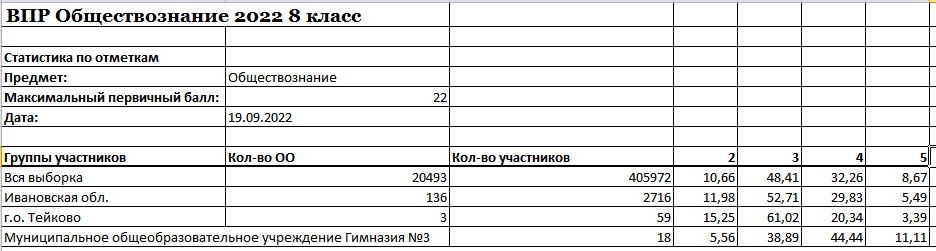 ВПР Обществознание 2022 8 класс
Статистика по отметкам
Предмет: Обществознание
Максимальный первичный балл: 22
Дата: 19.09.2022
Группы участников Кол-во ОО Кол-во участников 2 3 4 5
Вся выборка 20493 405972 10,66 48,41 32,26 8,67
Ивановская обл. 136 2716 11,98 52,71 29,83 5,49
г.о. Тейково 3 59 15,25 61,02 20,34 3,39
Муниципальное общеобразовательное учреждение Гимназия №3 18 5,56 38,89 44,44 11,11